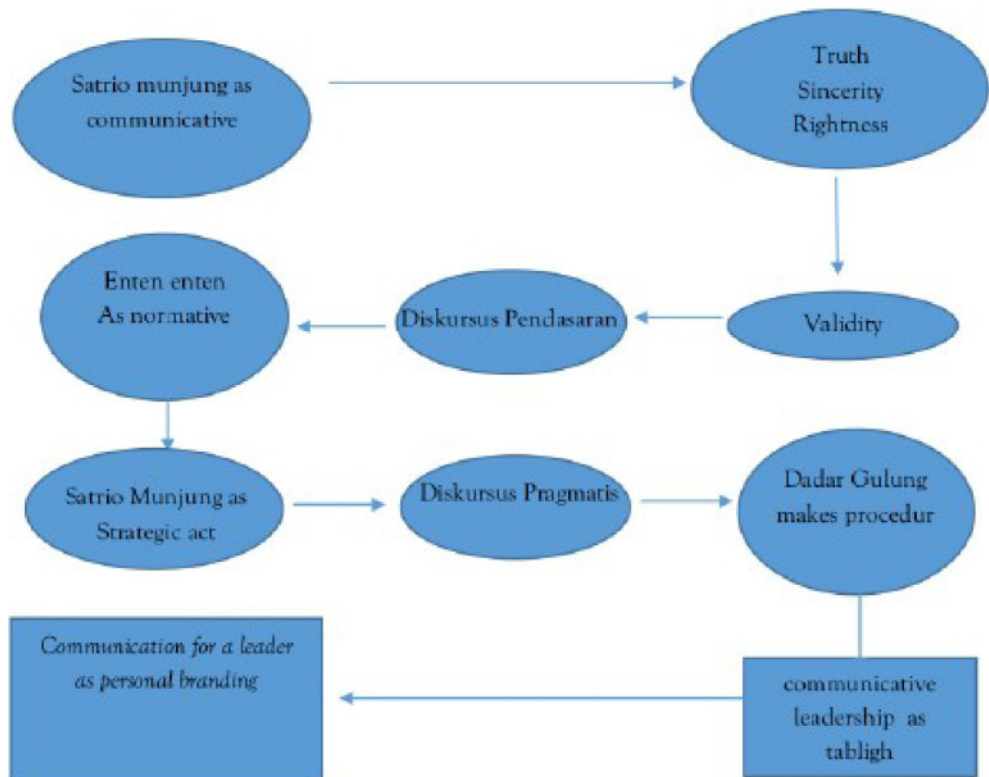 Satrio munjung as
communicative
Truth
Sincerity
Rightness
Validity
Diskursus Pendasaran
Enten enten
As normative
Satrio Munjung as
Strategic act
Diskursus Pragmatis
Dadar Gulung
makes procedur
communicative
leadership as
tabligh
Communication for a leader
as personal branding